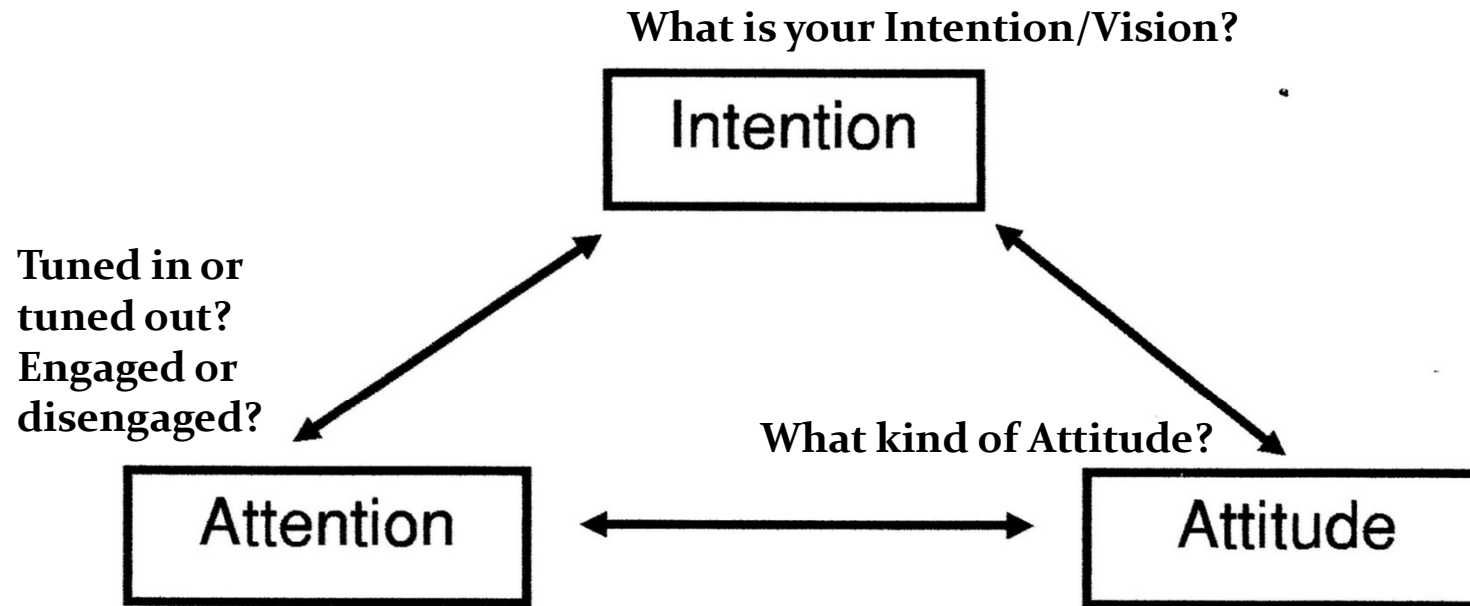 What is your Intention/Vision?
Intention
Tuned in or
tuned out?
Engaged or
disengaged?
What kind of Attitude?
Attention
Attitude